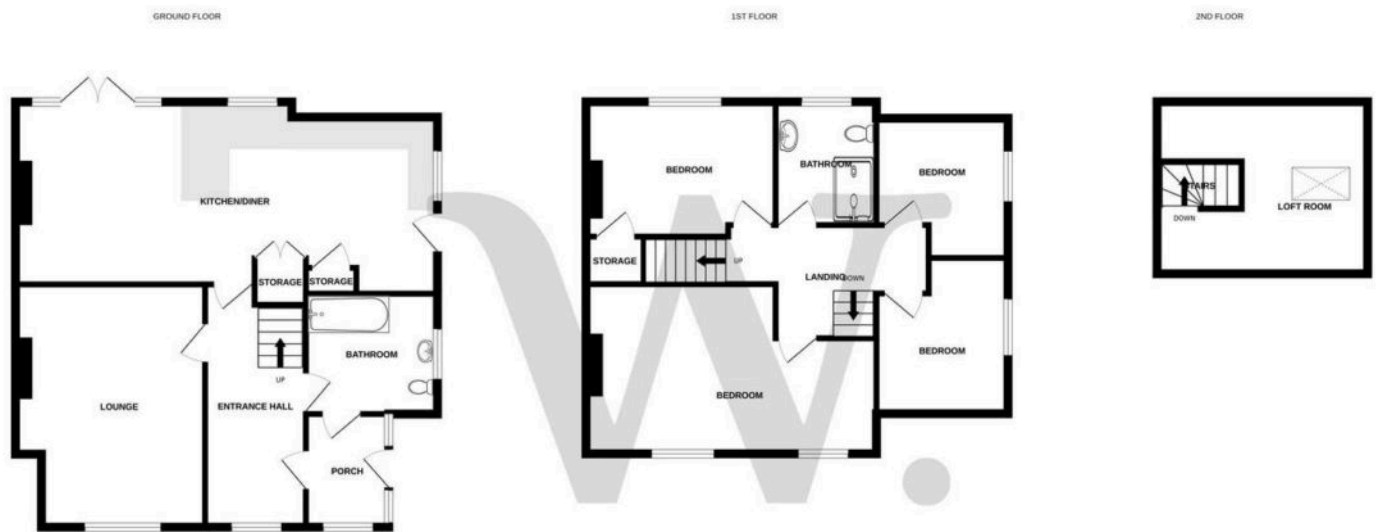 GROUND FLOOR
1ST FLOOR
2ND FLOOR
KITCHEN/DINER
STORAGE
STORAGE
BATHROOM
UP
LOUNGE
ENTRANCE HALL
PORCH
BEDROOM
BATHROOM
BEDROOM
STORAGE
UP
LANDING
DOWN
BEDROOM
BEDROOM
STAIRS
DOWN
LOFT ROOM
W.